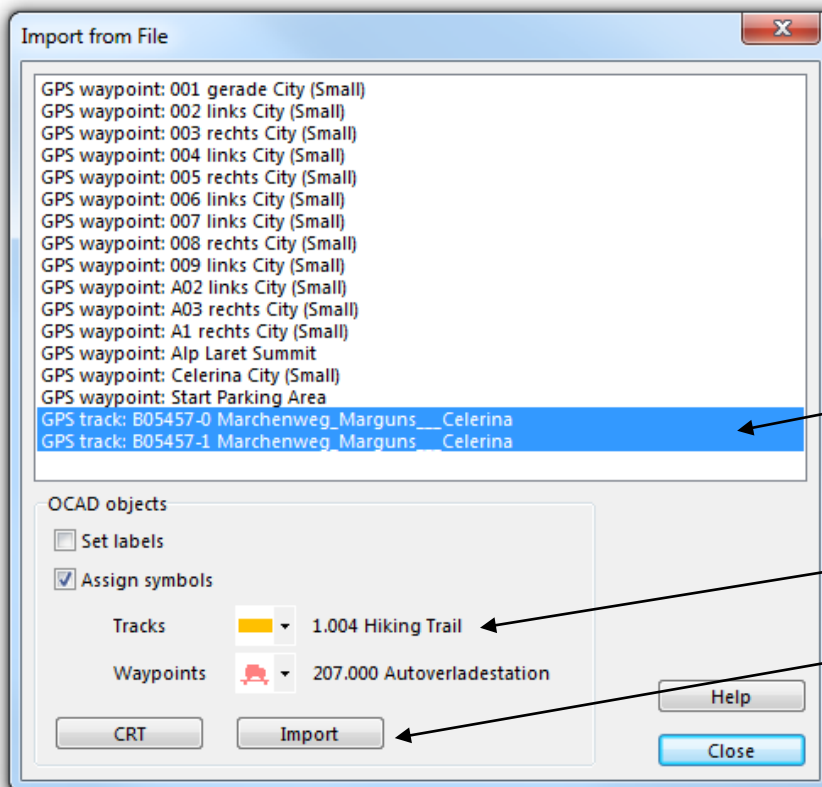 Import from File
GPS waypoint: 001 gerade City (Small)
GPS waypoint: 002 links City (Small)
GPS waypoint: 003 rechts City (Small)
GPS waypoint: 004 links City (Small)
GPS waypoint: 005 rechts City (Small)
GPS waypoint: 006 links City (Small)
GPS waypoint: 007 links City (Small)
GPS waypoint: 008 rechts City (Small)
GPS waypoint: 009 links City (Small)
GPS waypoint: A02 links City (Small)
GPS waypoint: A03 rechts City (Small)
GPS waypoint: A1 rechts City (Small)
GPS waypoint: Alp Laret Summit
GPS waypoint: Celerina City (Small)
GPS waypoint: Start Parking Area
GPS track: B05457-0 Marchenweg_Marguns___Celerina
GPS track: B05457-1 Marchenweg_Marguns___Celerina
OCAD objects
Set labels
Assign symbols
Tracks 1.004 Hiking Trail
Waypoints 207.000 Autoverladestation
Help
CRT Import
Close